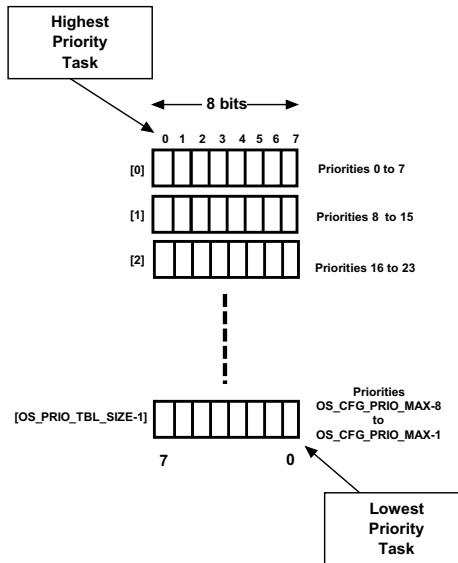 Highest
Priority
Task
8 bits
0 1 2 3 4 5 6 7
[0] Priorities 0 to 7
[1] Priorities 8 to 15
[2] Priorities 16 to 23
[OS_PRIO_TBL_SIZE-1]
Priorities
OS_CFG_PRIO_MAX-8
to
OS_CFG_PRIO_MAX-1
7 0
Lowest
Priority
Task